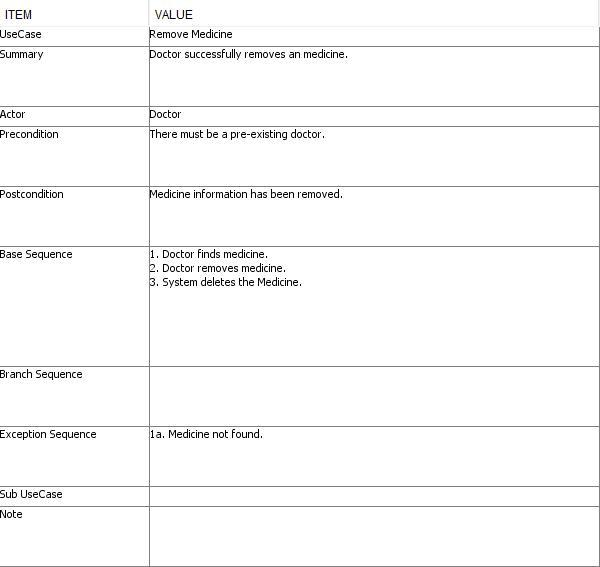 ITEM VALUE
UseCase Remove Medicine
Summary Doctor successfully removes an medicine.
Actor Doctor
Precondition There must be a pre-existing doctor.
Postcondition Medicine information has been removed.
Base Sequence 1. Doctor finds medicine.
2. Doctor removes medicine.
3. System deletes the Medicine.
Branch Sequence
Exception Sequence 1a. Medicine not found.
Sub UseCase
Note